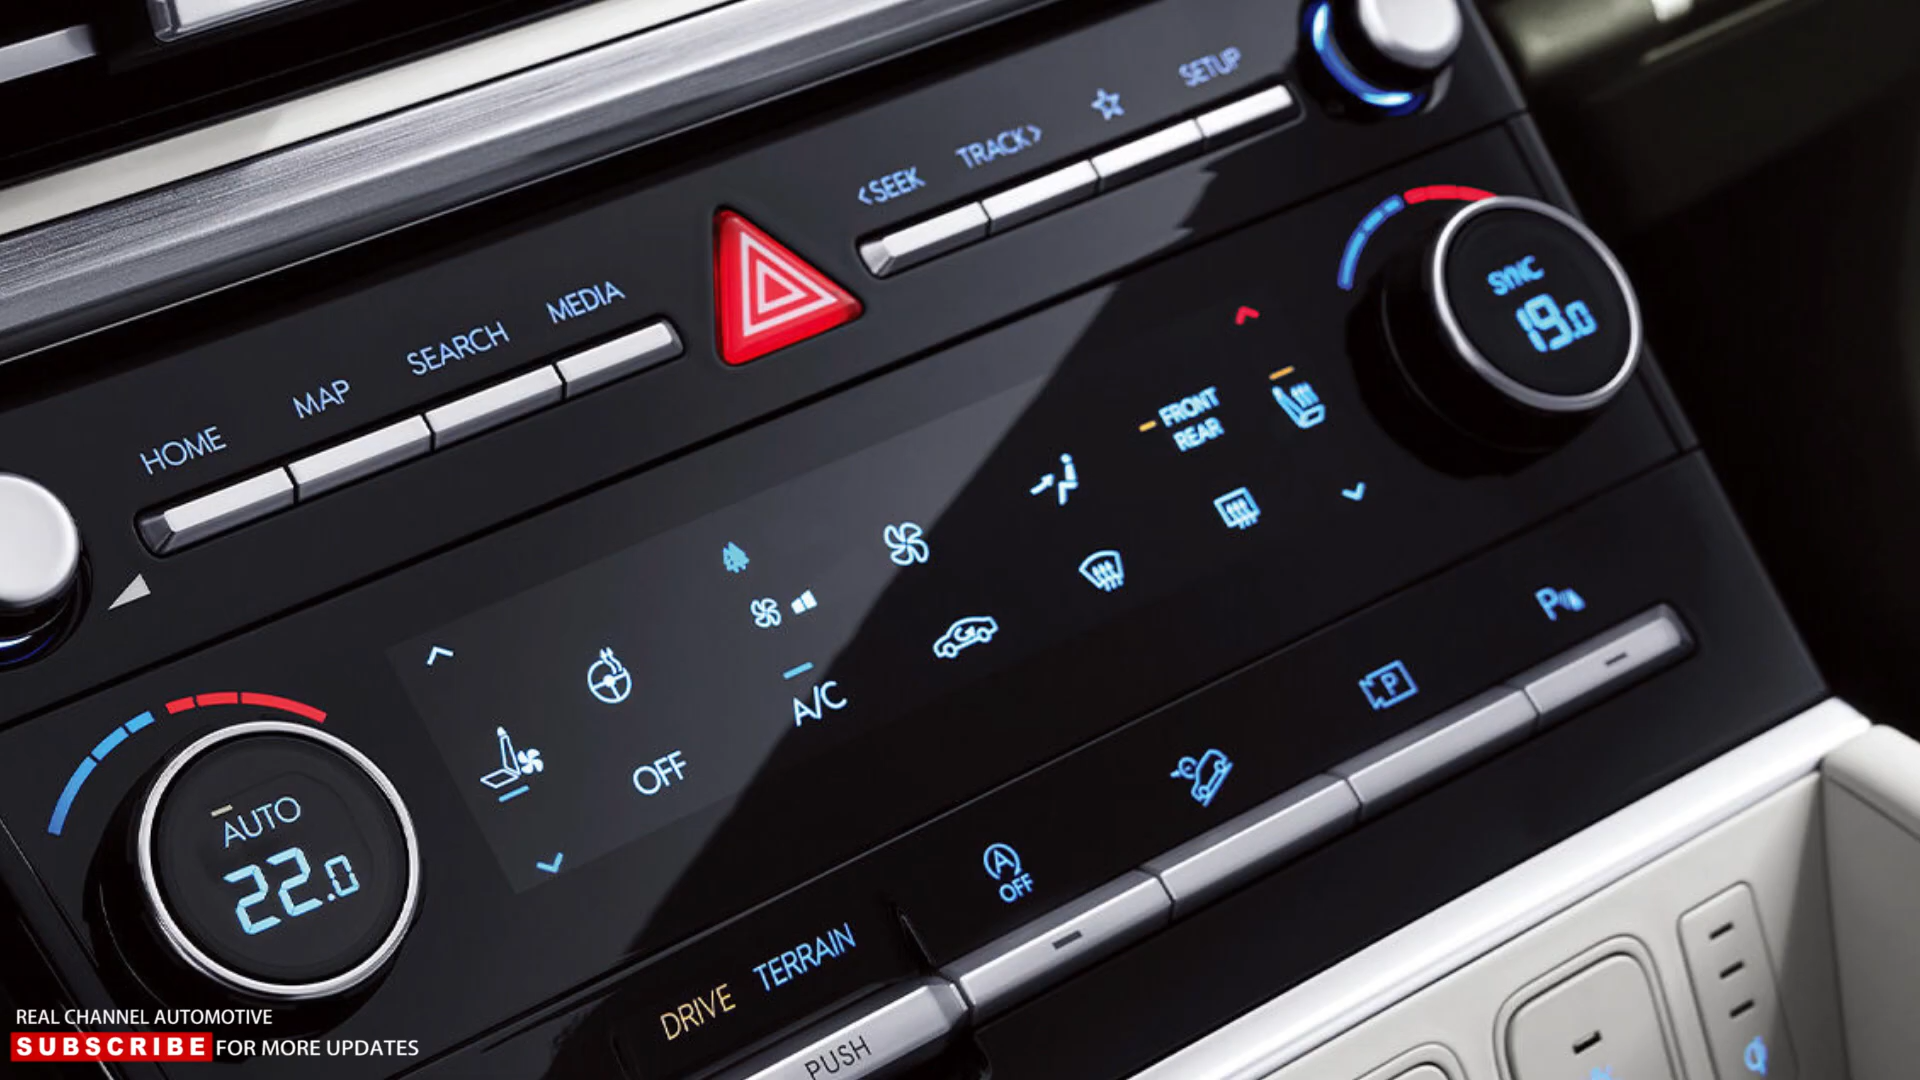 SETUP
TRACK>
<SEEK
MEDIA
SEARCH
MAP
HOME
SYNC
19.0
FRONT
REAR
A/C
OFF
AUTO
22.0
P
P
A
OFF
DRIVE TERRAIN
PUSH
REAL CHANNEL AUTOMOTIVE
SUBSCRIBE FOR MORE UPDATES